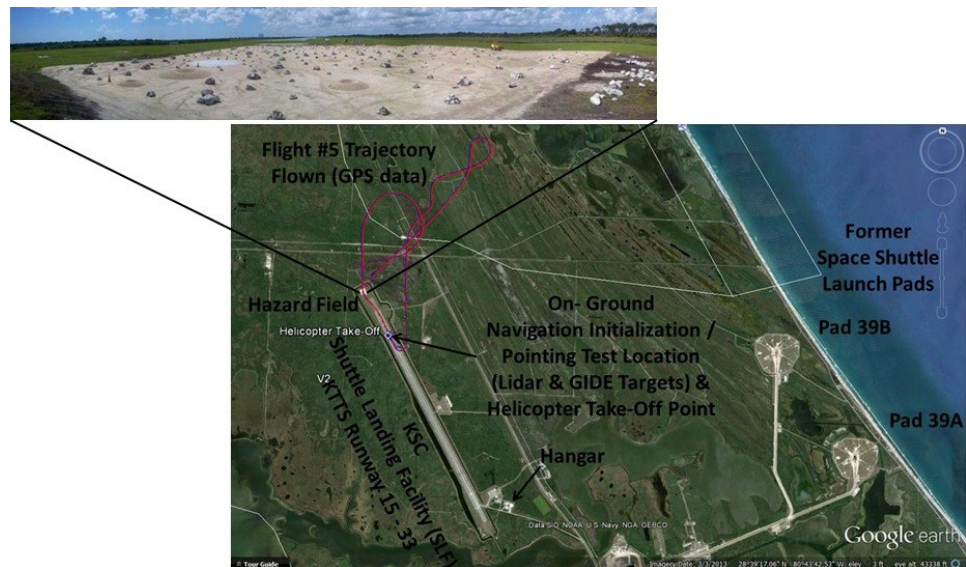 Flight #5 Trajectory
Flown (GPS data)
N
Former
Space Shuttle
Launch Pads
Hazard Field
Helicopter Take-Off
On- Ground
Navigation Initialization /
Pointing Test Location
(Lidar & GIDE Targets) &
Helicopter Take-Off Point
Pad 39B
V2
KSC
Shuttle Landing Facility (SLF)
KTTS Runway 15 - 33
Pad 39A
Hangar
Data SIO, NOAA, U.S. Navy, NGA, GEBCO
Google earth
Tour Guide
Imagery Date: 3/3/2013 28°39'17.06" N 80°43'42.53" W elev 3 ft eye alt 43338 ft